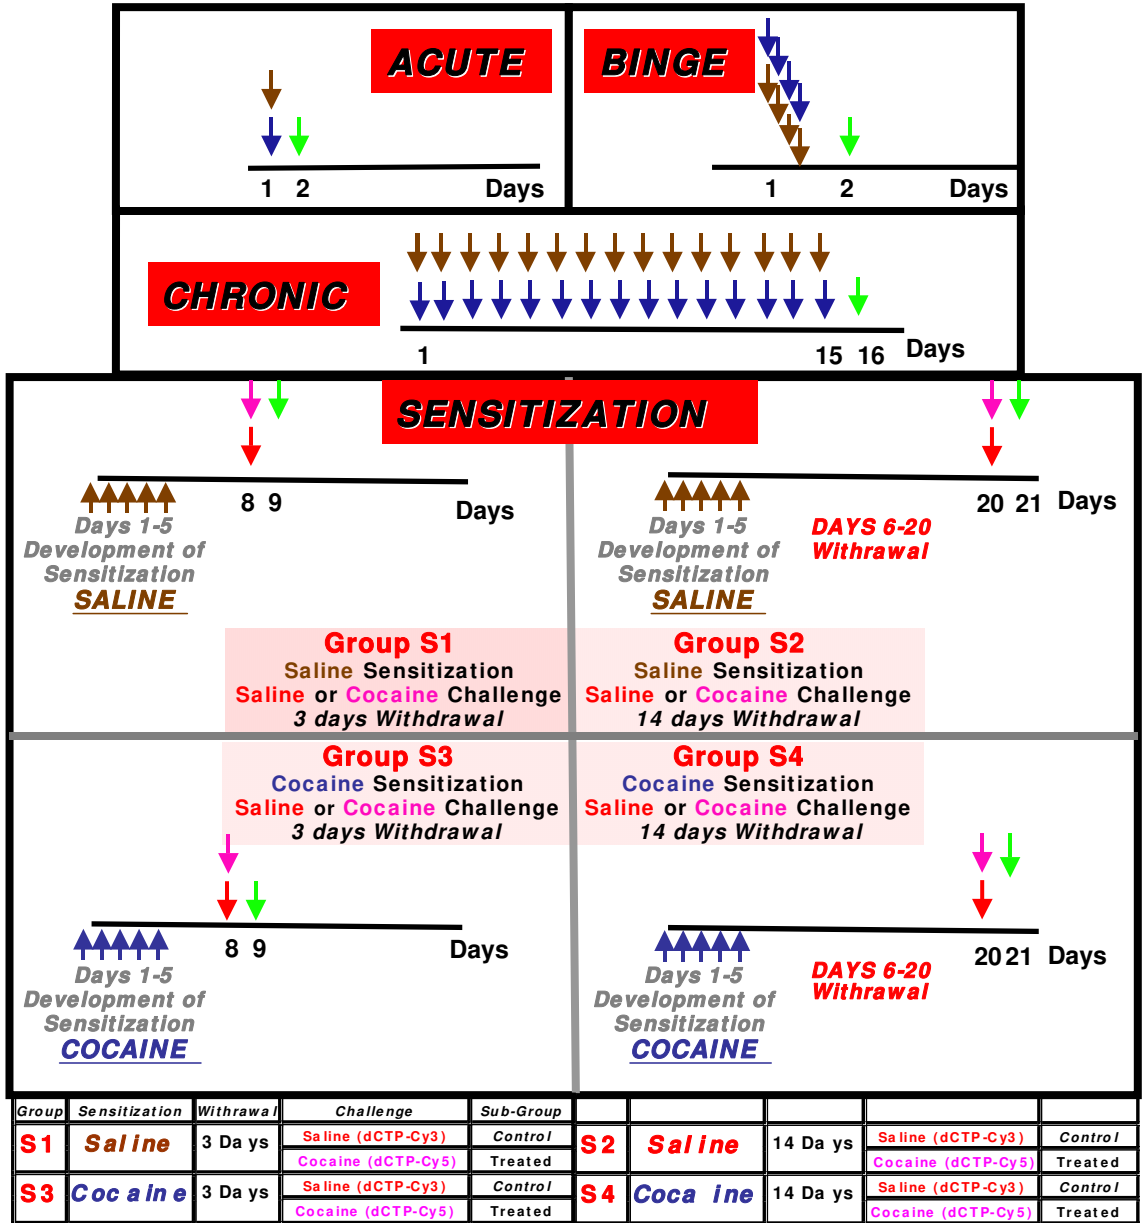 ACUTE
BINGE
1 2 Days
1 2 Days
CHRONIC
1 15 16 Days
SENSITIZATION
8 9 Days
Days 1-5
Development of
Sensitization
SALINE
20 21 Days
Days 1-5
Development of
Sensitization
SALINE
DAYS 6-20
Withrawal
Group S1
Saline Sensitization
Saline or Cocaine Challenge
3 days Withdrawal
Group S2
Saline Sensitization
Saline or Cocaine Challenge
14 days Withdrawal
Group S3
Cocaine Sensitization
Saline or Cocaine Challenge
3 days Withdrawal
Group S4
Cocaine Sensitization
Saline or Cocaine Challenge
14 days Withdrawal
8 9 Days
Days 1-5
Development of
Sensitization
COCAINE
20 21 Days
Days 1-5
Development of
Sensitization
COCAINE
DAYS 6-20
Withrawal
Group Sensitization Withrawal Challenge Sub-Group
S1 Saline 3 Days Saline (dCTP-Cy3) Control
Cocaine (dCTP-Cy5) Treated
S2 Saline 14 Days Saline (dCTP-Cy3) Control
Cocaine (dCTP-Cy5) Treated
S3 Cocaine 3 Days Saline (dCTP-Cy3) Control
Cocaine (dCTP-Cy5) Treated
S4 Coca ine 14 Days Saline (dCTP-Cy3) Control
Cocaine (dCTP-Cy5) Treated